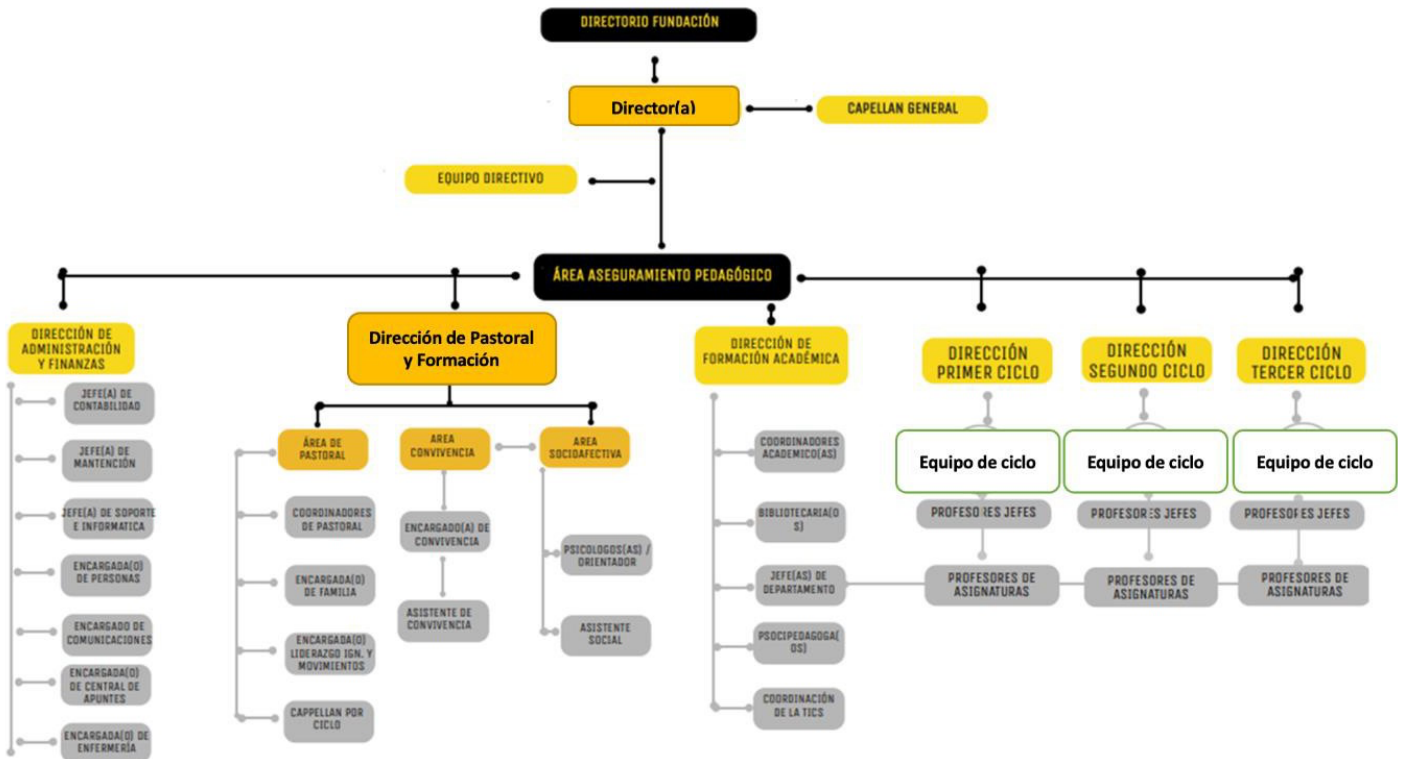 DIRECTORIO FUNDACIÓN
Director(a)
CAPELLAN GENERAL
EQUIPO DIRECTIVO
ÁREA ASEGURAMIENTO PEDAGÓGICO
DIRECCIÓN DE
ADMINISTRACIÓN
Y FINANZAS
JEFE(A) DE
CONTABILIDAD
JEFE(A) DE
MANTENCIÓN
JEFE(A) DE SOPORTE
E INFORMATICA
ENCARGADA(O)
DE PERSONAS
ENCARGADO DE
COMUNICACIONES
ENCARGADA(O)
DE CENTRAL DE
APUNTES
ENCARGADA(O) DE
ENFERMERÍA
Dirección de Pastoral
y Formación
ÁREA DE
PASTORAL
COORDINADORES
DE PASTORAL
ENCARGADA(O)
DE FAMILIA
ENCARGADA(O)
LIDERAZGO IGN. Y
MOVIMIENTOS
CAPPELLAN POR
CICLO
AREA
CONVIVENCIA
ENCARGADO(A) DE
CONVIVENCIA
ASISTENTE DE
CONVIVENCIA
AREA
SOCIOAFECTIVA
PSICOLOGOS(AS) /
ORIENTADOR
ASISTENTE
SOCIAL
DIRECCIÓN DE
FORMACIÓN ACADÉMICA
COORDINADORES
ACADEMICO(AS)
BIBLIOTECARIA(O
S)
JEFE(AS) DE
DEPARTAMENTO
PSOCIPEDAGOGA(
OS)
COORDINACIÓN
DE LA TICS
DIRECCIÓN
PRIMER CICLO
Equipo de ciclo
PROFESORES JEFES
PROFESORES DE
ASIGNATURAS
DIRECCIÓN
SEGUNDO CICLO
Equipo de ciclo
PROFESORES JEFES
PROFESORES DE
ASIGNATURAS
DIRECCIÓN
TERCER CICLO
Equipo de ciclo
PROFESORES JEFES
PROFESORES DE
ASIGNATURAS